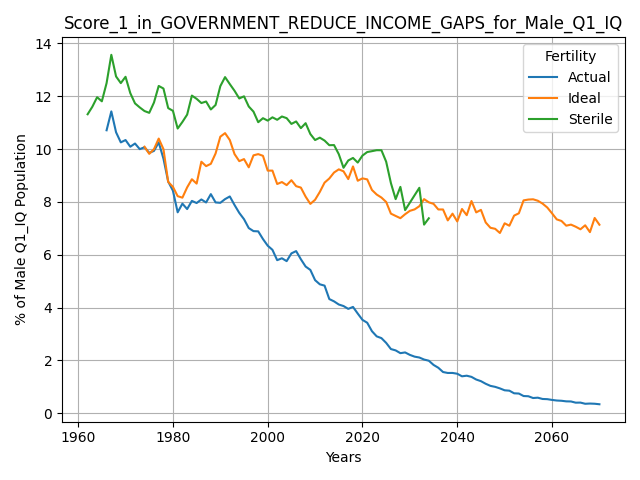 Score_1_in_GOVERNMENT_REDUCE_INCOME_GAPS_for_Male_Q1_IQ
% of Male Q1_IQ Population
14
12
10
8
6
4
2
0
1960
1980
2000
2020
2040
2060
Years
Fertility
Actual
Ideal
Sterile